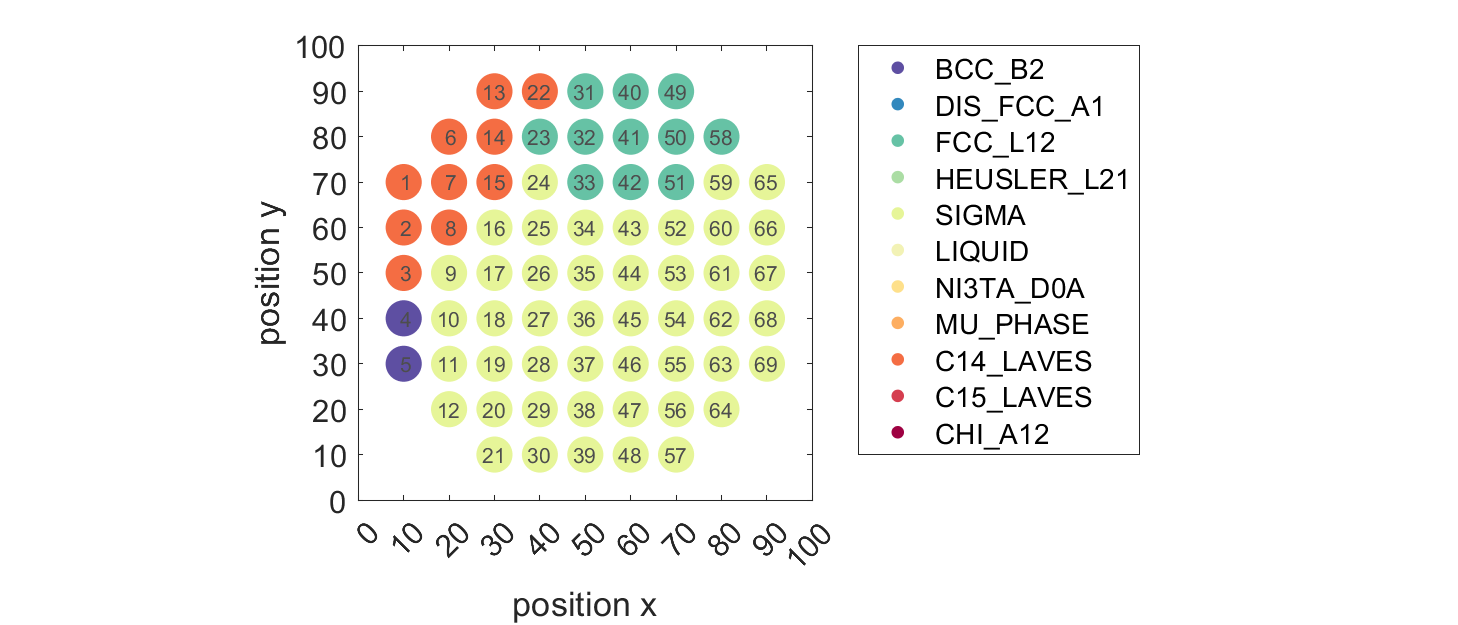 100
90 13 22 31 40 49
80 6 14 23 32 41 50 58
70 1 7 15 24 33 42 51 59 65
60 2 8 16 25 34 43 52 60 66
50 3 9 17 26 35 44 53 61 67
40 4 10 18 27 36 45 54 62 68
30 5 11 19 28 37 46 55 63 69
20 12 20 29 38 47 56 64
10 21 30 39 48 57
0
0 10 20 30 40 50 60 70 80 90 100
position x
position y
BCC_B2
DIS_FCC_A1
FCC_L12
HEUSLER_L21
SIGMA
LIQUID
NI3TA_D0A
MU_PHASE
C14_LAVES
C15_LAVES
CHI_A12